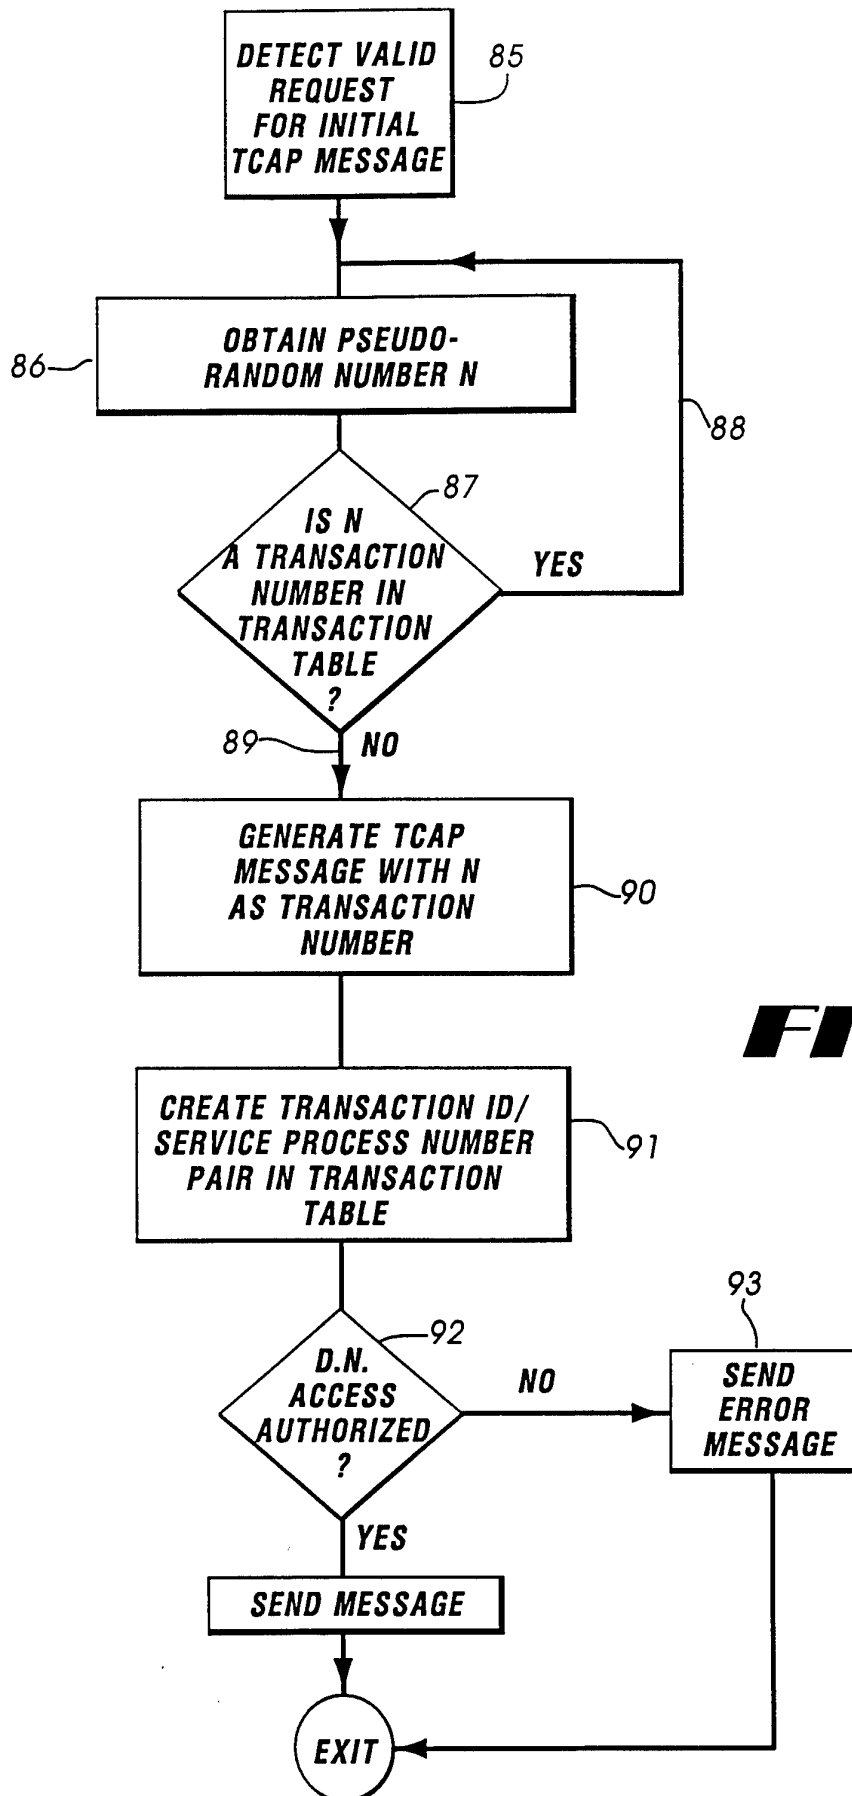 DETECT VALID
REQUEST
FOR INITIAL
TCAP MESSAGE
85
OBTAIN PSEUDO-
RANDOM NUMBER N
86
88
87
IS N
A TRANSACTION
NUMBER IN
TRANSACTION
TABLE
?
YES
89
NO
GENERATE TCAP
MESSAGE WITH N
AS TRANSACTION
NUMBER
90
FI
CREATE TRANSACTION ID/
SERVICE PROCESS NUMBER
PAIR IN TRANSACTION
TABLE
91
92
D.N.
ACCESS
AUTHORIZED
?
NO
93
SEND
ERROR
MESSAGE
YES
SEND MESSAGE
EXIT